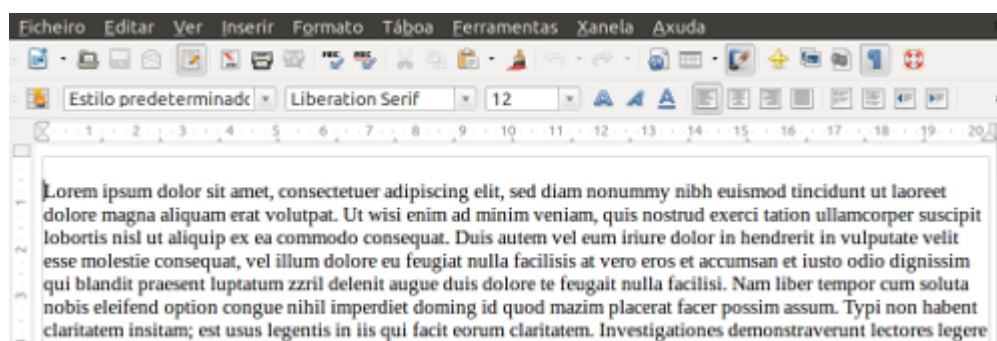 Ficheiro Editar Ver Inserir Formato Táboa Ferramentas Xanela Axuda
Estilo predeterminadc Liberation Serif 12
1 2 3 4 5 6 7 8 9 10 11 12 13 14 15 16 17 18 19 20
Lorem ipsum dolor sit amet, consectetuer adipiscing elit, sed diam nonummy nibh euismod tincidunt ut laoreet
1
dolore magna aliquam erat volutpat. Ut wisi enim ad minim veniam, quis nostrud exerci tation ullamcorper suscipit
lobortis nisl ut aliquip ex ea commodo consequat. Duis autem vel eum iriure dolor in hendrerit in vulputate velit
2
esse molestie consequat, vel illum dolore eu feugiat nulla facilisis at vero eros et accumsan et iusto odio dignissim
qui blandit praesent luptatum zzril delenit augue duis dolore te feugait nulla facilisi. Nam liber tempor cum soluta
3
nobis eleifend option congue nihil imperdiet doming id quod mazim placerat facer possim assum. Typi non habent
claritatem insitam; est usus legentis in iis qui facit eorum claritatem. Investigationes demonstraverunt lectores legere